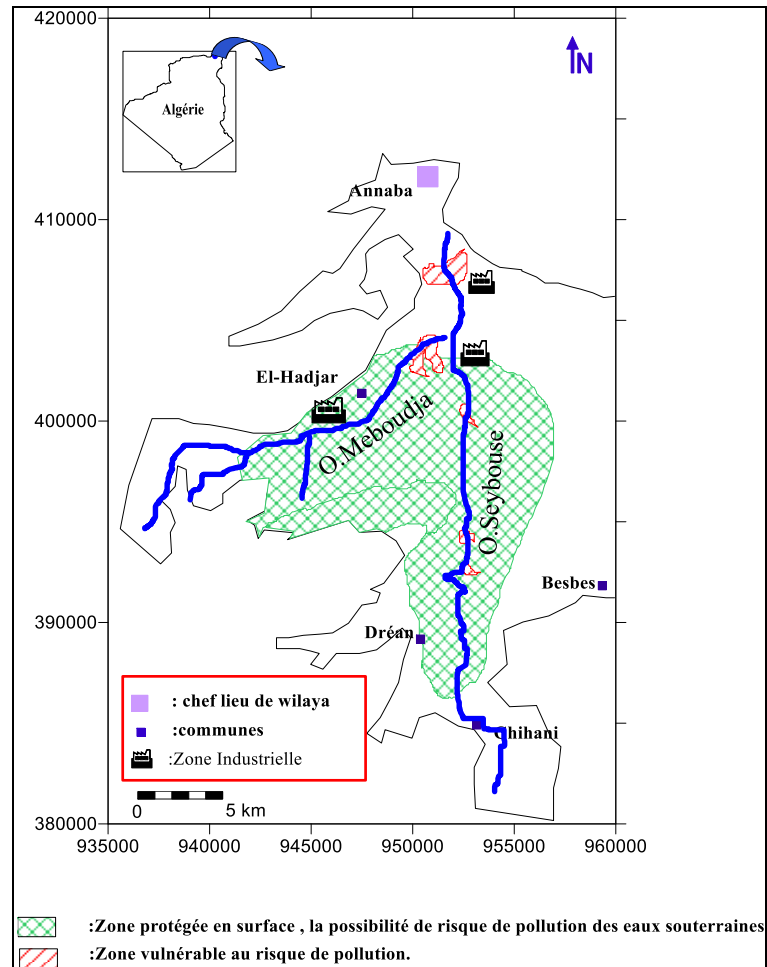 420000
N
Algérie
Annaba
410000
El-Hadjar
400000
O.Meboudja
O.Seybouse
Besbes
390000
Dréan
: chef lieu de wilaya
:communes
Chihani
:Zone Industrielle
0 5 km
380000
935000 940000 945000 950000 955000 960000
:Zone protégée en surface , la possibilité de risque de pollution des eaux souterraines
:Zone vulnérable au risque de pollution.